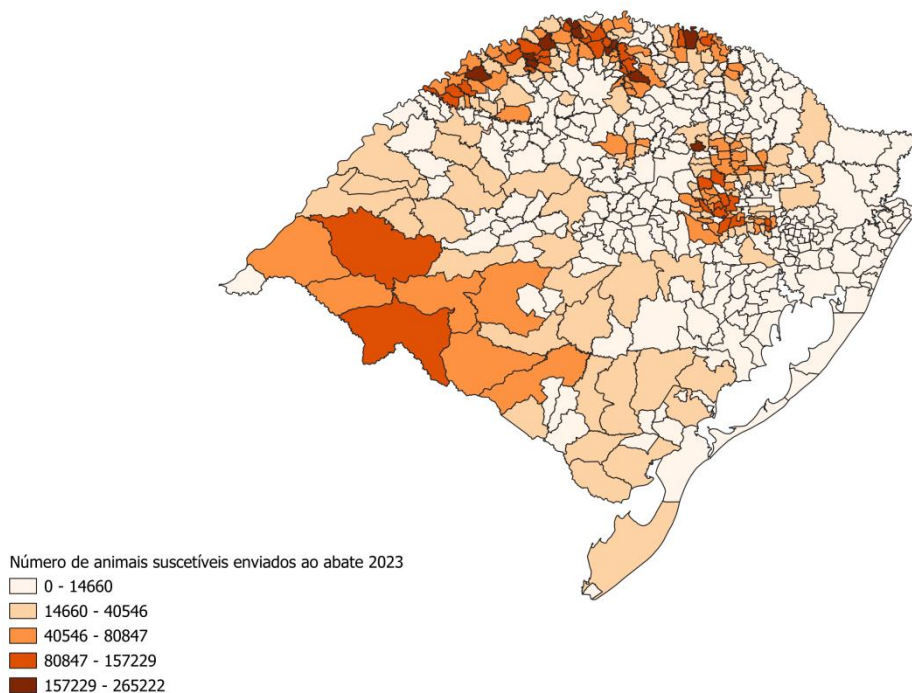 Número de animais suscetíveis enviados ao abate 2023
0 - 14660
14660 - 40546
40546 - 80847
80847 - 157229
157229 - 265222